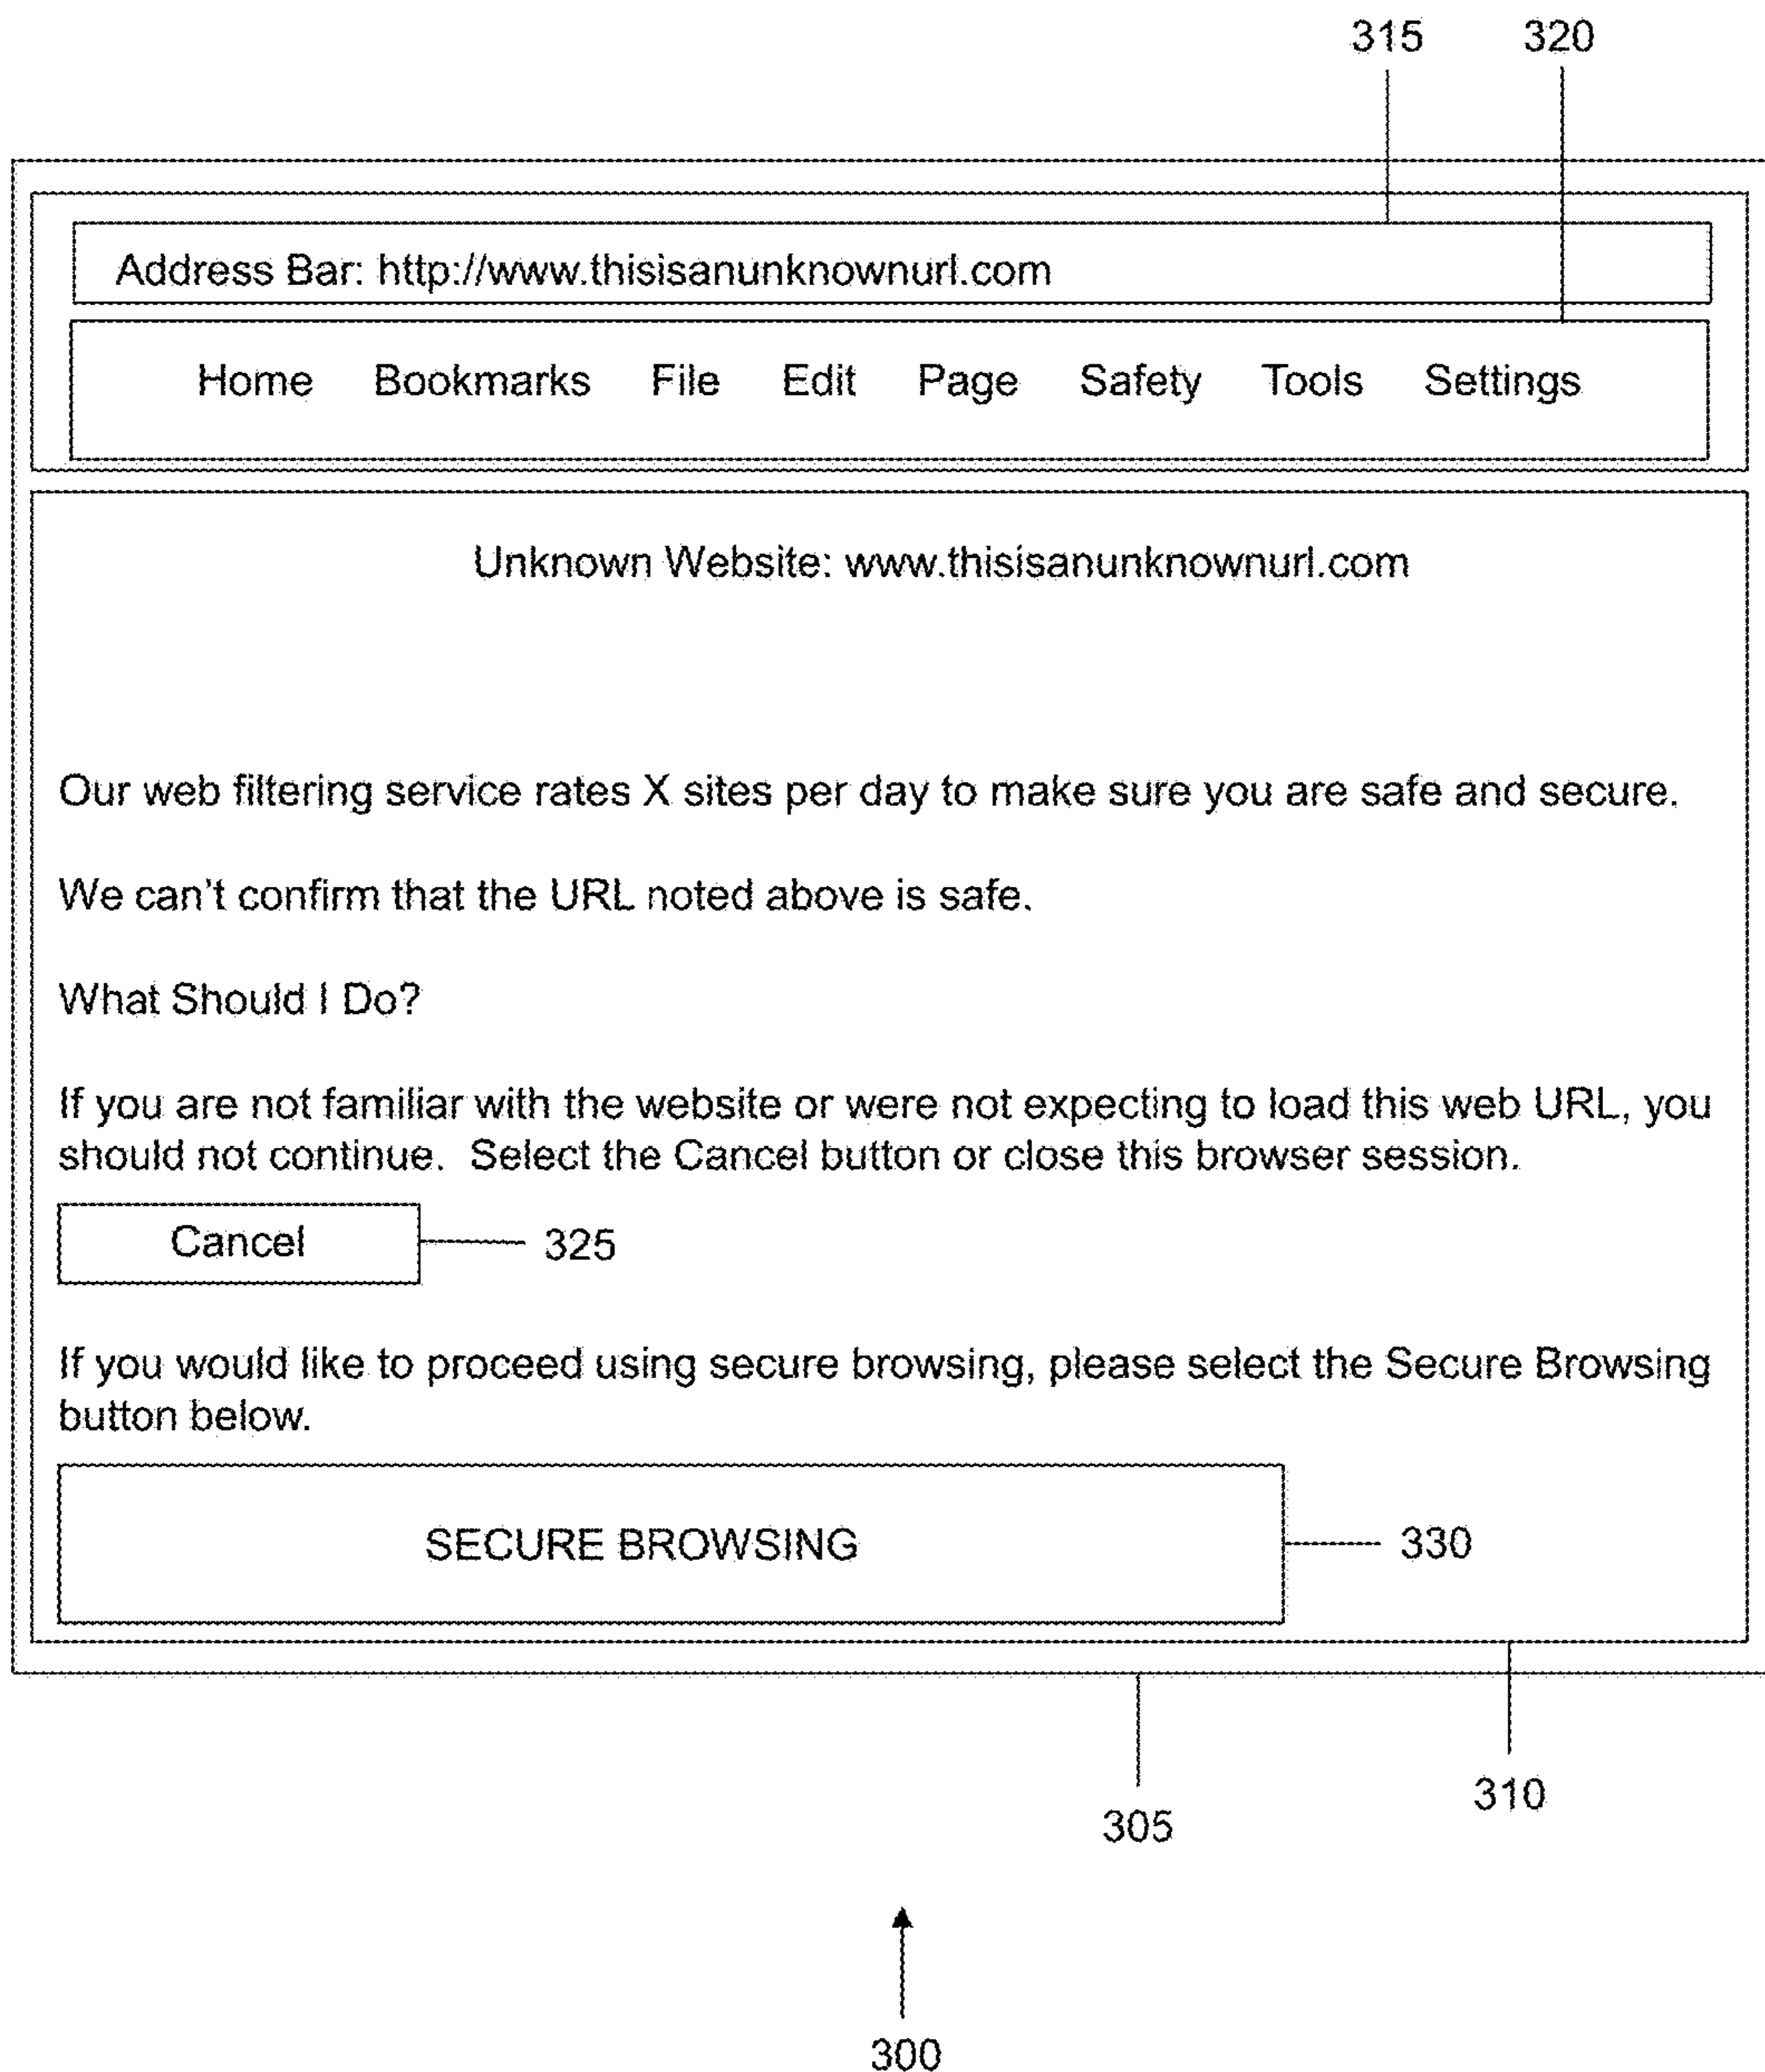 315 320
Address Bar: http://www.thisisanunknownurl.com
Home Bookmarks File Edit Page Safety Tools Settings
Unknown Website: www.thisisanunknownurl.com
Our web filtering service rates X sites per day to make sure you are safe and secure.
We can't confirm that the URL noted above is safe.
What Should I Do?
If you are not familiar with the website or were not expecting to load this web URL, you
should not continue. Select the Cancel button or close this browser session.
Cancel 325
If you would like to proceed using secure browsing, please select the Secure Browsing
button below.
SECURE BROWSING 330
310
305
300